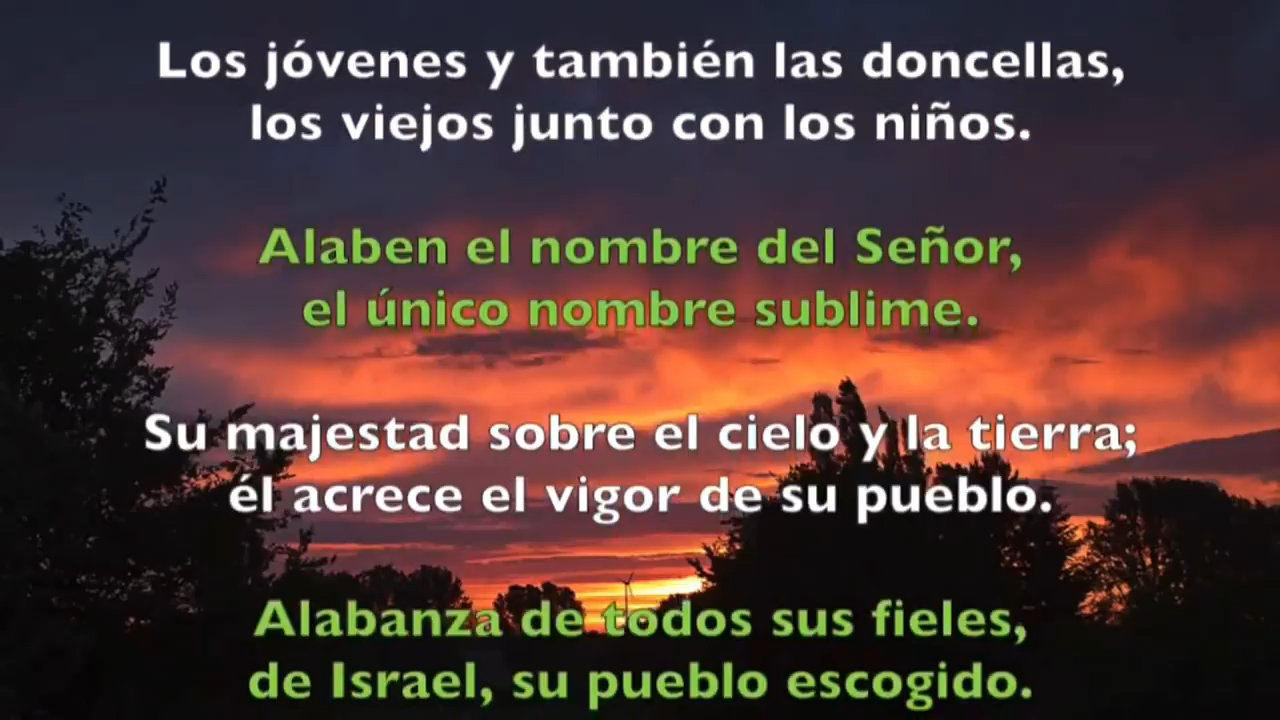 Los jóvenes y también las doncellas,
los viejos junto con los niños.
Alaben el nombre del Señor,
el único nombre sublime.
Su majestad sobre el cielo y la tierra;
él acrece el vigor de su pueblo.
Alabanza de todos sus fieles,
de Israel, su pueblo escogido.